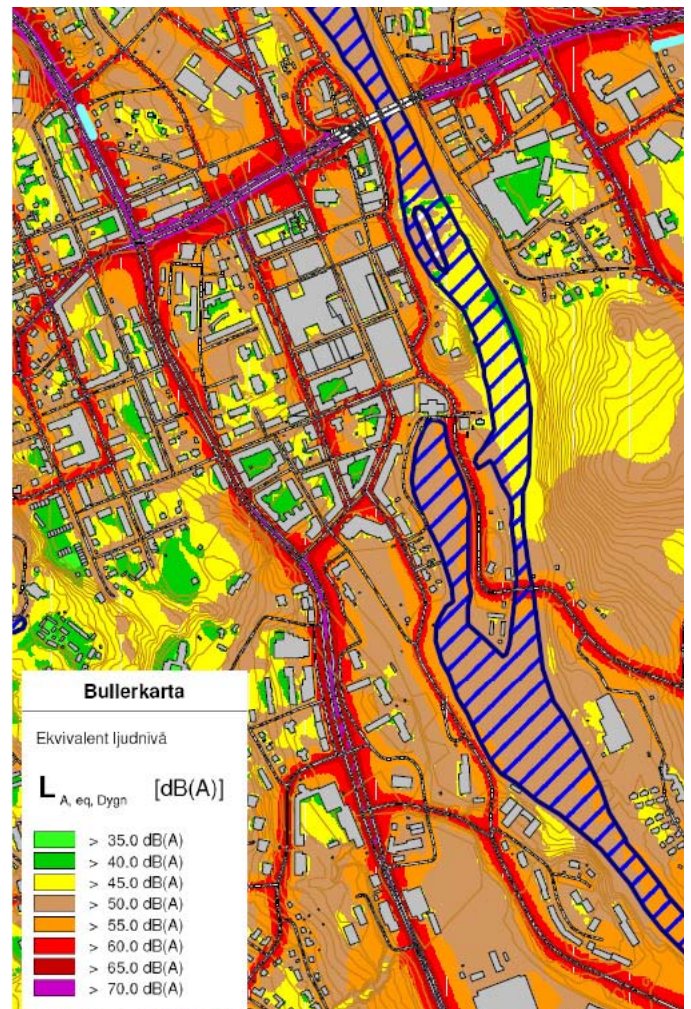 Bullerkarta
Ekvivalent ljudnivå
L A, eq, Dygn [dB(A)]
> 35.0 dB(A)
> 40.0 dB(A)
> 45.0 dB(A)
> 50.0 dB(A)
> 55.0 dB(A)
> 60.0 dB(A)
> 65.0 dB(A)
> 70.0 dB(A)